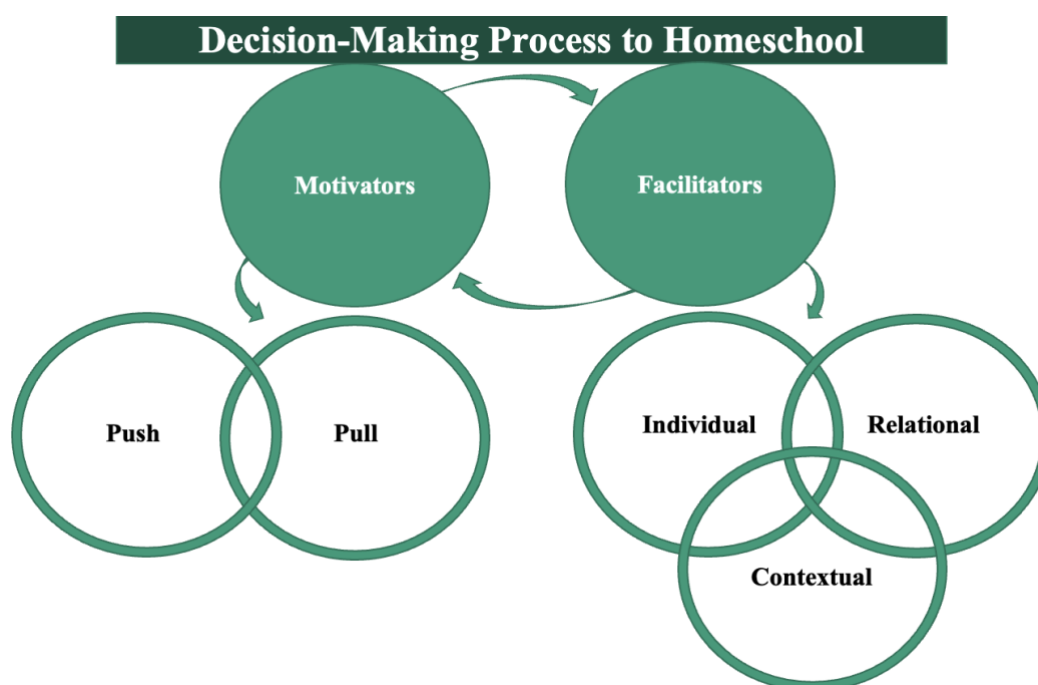 Decision-Making Process to Homeschool
Motivators
Facilitators
Push
Pull
Individual
Relational
Contextual